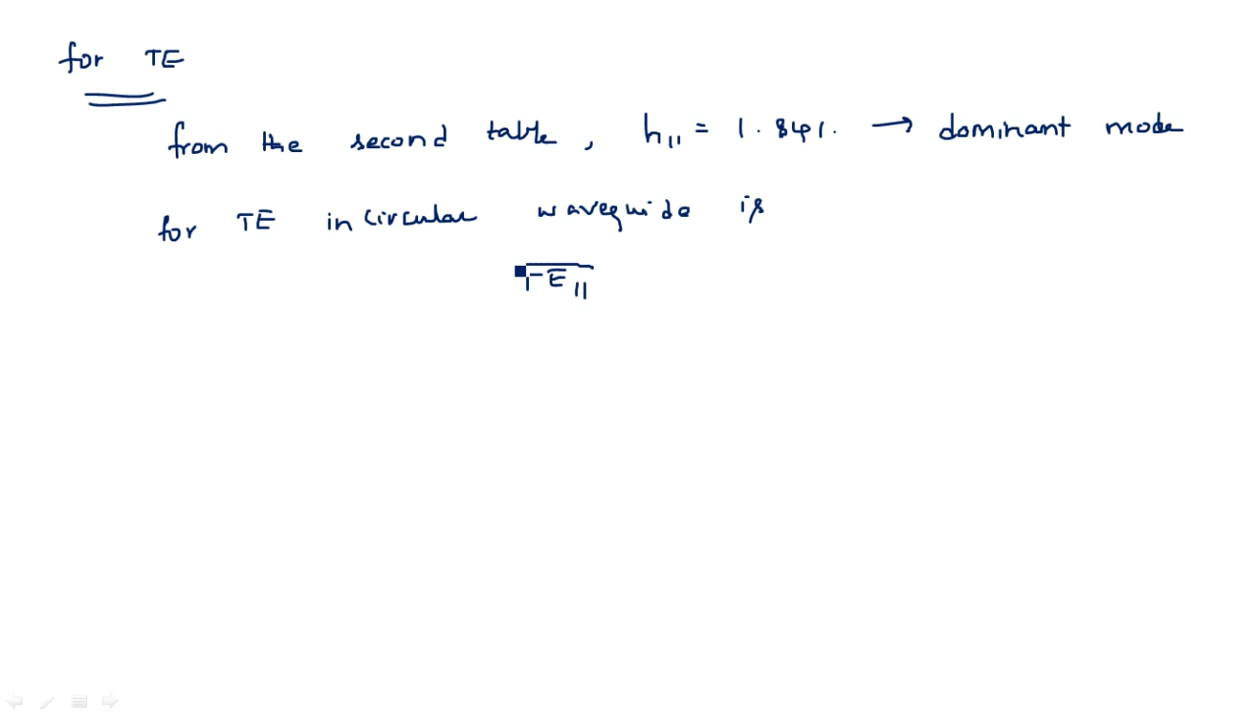 for TE
from the second table, h₁₁ = 1.841. → dominant mode
for TE in circular waveguide is
TE₁₁